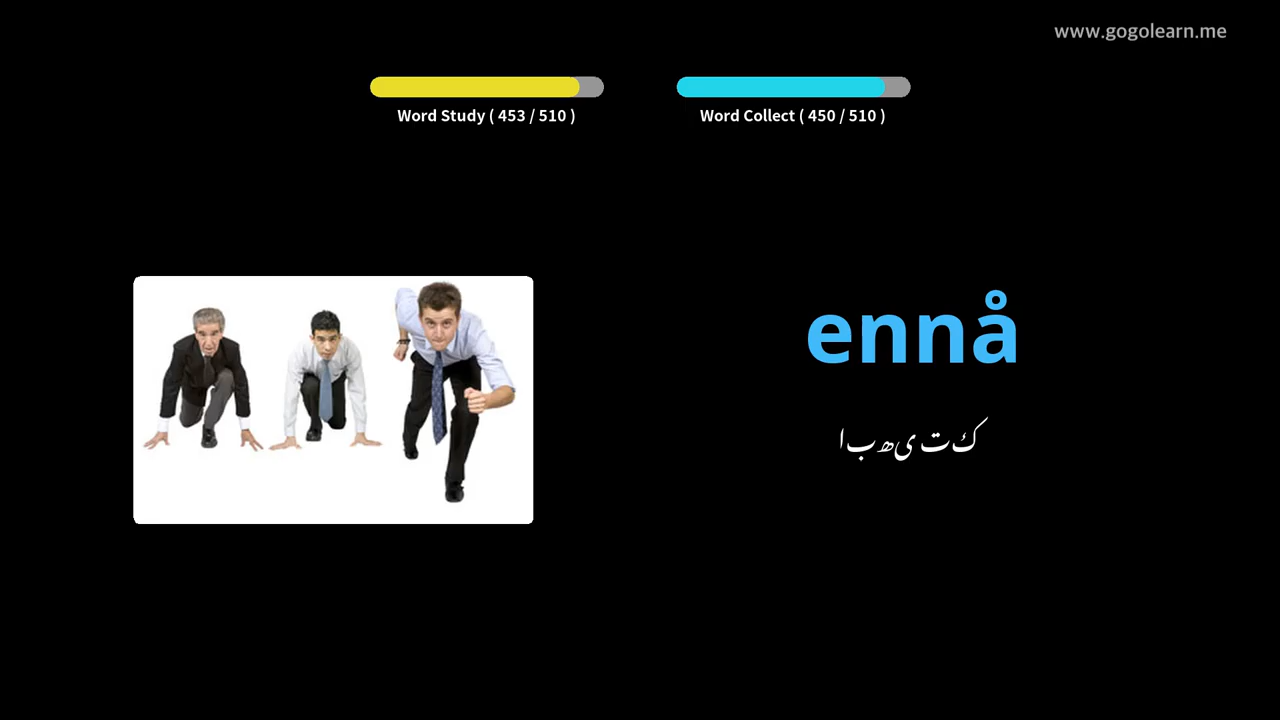 www.gogolearn.me
Word Study ( 453 / 510 )
Word Collect ( 450 / 510 )
ennå
ابھی تک